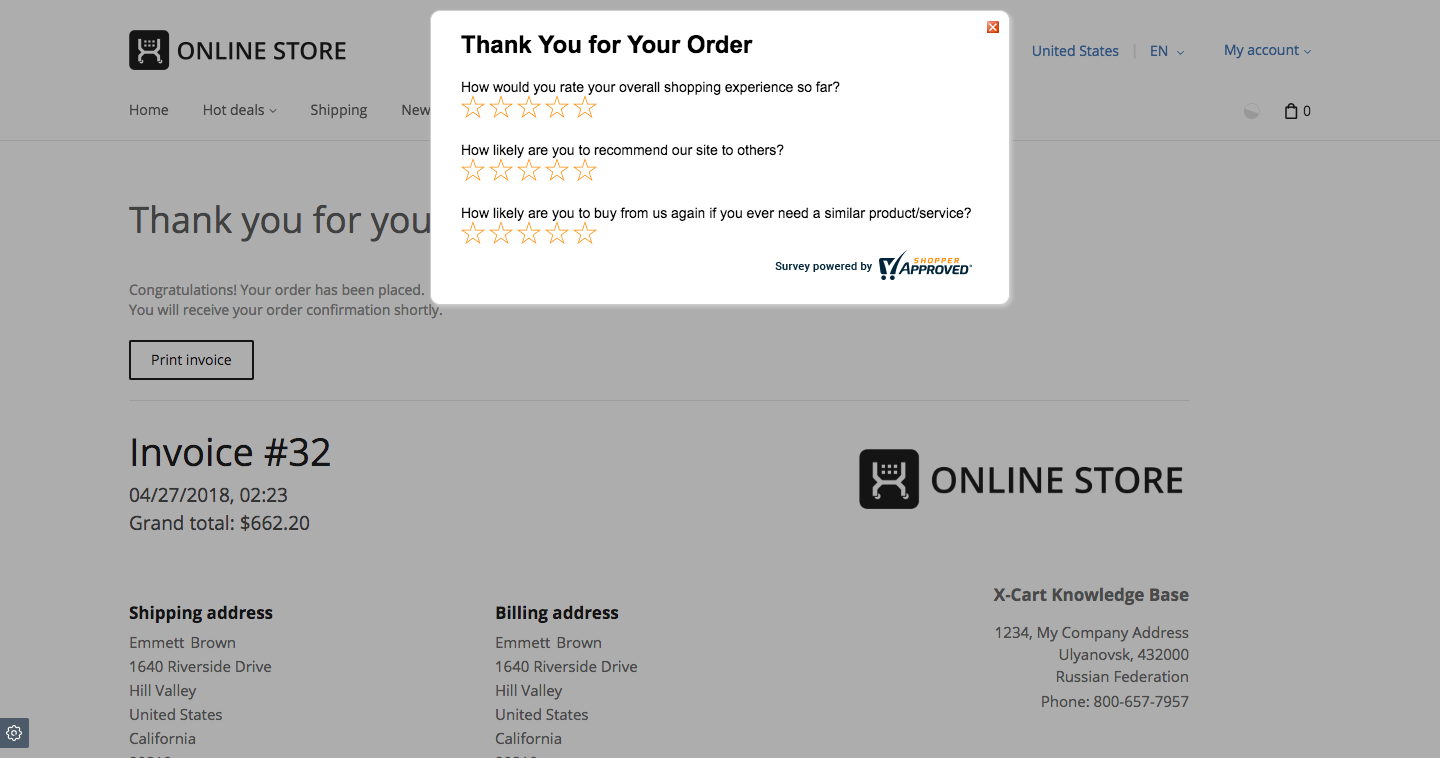 ONLINE STORE
United States
EN
My account
Home
Hot deals
Shipping
New
0
Thank You for Your Order
How would you rate your overall shopping experience so far?
How likely are you to recommend our site to others?
How likely are you to buy from us again if you ever need a similar product/service?
Survey powered by
SHOPPER
APPROVED
Thank you for you
Congratulations! Your order has been placed.
You will receive your order confirmation shortly.
Print invoice
Invoice #32
04/27/2018, 02:23
Grand total: $662.20
ONLINE STORE
Shipping address
Emmett Brown
1640 Riverside Drive
Hill Valley
United States
California
Billing address
Emmett Brown
1640 Riverside Drive
Hill Valley
United States
California
X-Cart Knowledge Base
1234, My Company Address
Ulyanovsk, 432000
Russian Federation
Phone: 800-657-7957